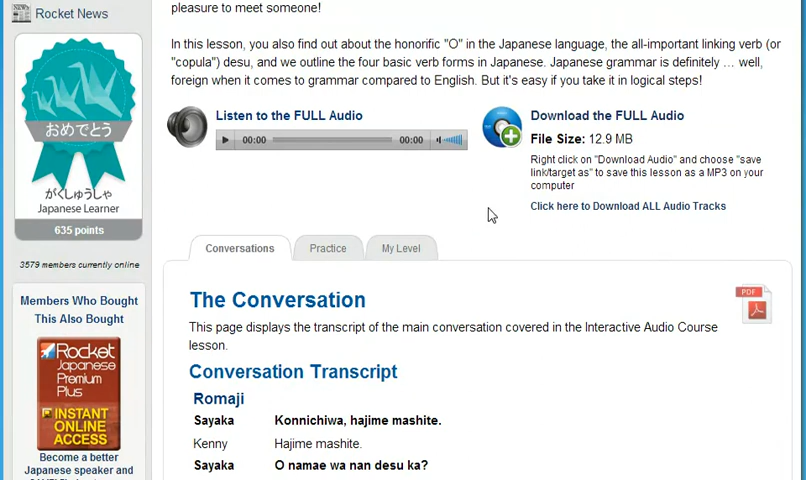 Rocket News
おめでとう
がくしゅうしゃ
Japanese Learner
635 points
3579 members currently online
Members Who Bought
This Also Bought
Rocket
Japanese
Premium
Plus
INSTANT
ONLINE
ACCESS
Become a better
Japanese speaker and
pleasure to meet someone!
In this lesson, you also find out about the honorific "O" in the Japanese language, the all-important linking verb (or
"copula") desu, and we outline the four basic verb forms in Japanese. Japanese grammar is definitely … well,
foreign when it comes to grammar compared to English. But it's easy if you take it in logical steps!
Listen to the FULL Audio
00:00 00:00
Download the FULL Audio
File Size: 12.9 MB
Right click on "Download Audio" and choose "save
link/target as" to save this lesson as a MP3 on your
computer
Click here to Download ALL Audio Tracks
Conversations Practice My Level
The Conversation
PDF
This page displays the transcript of the main conversation covered in the Interactive Audio Course
lesson.
Conversation Transcript
Romaji
Sayaka Konnichiwa, hajime mashite.
Kenny Hajime mashite.
Sayaka O namae wa nan desu ka?